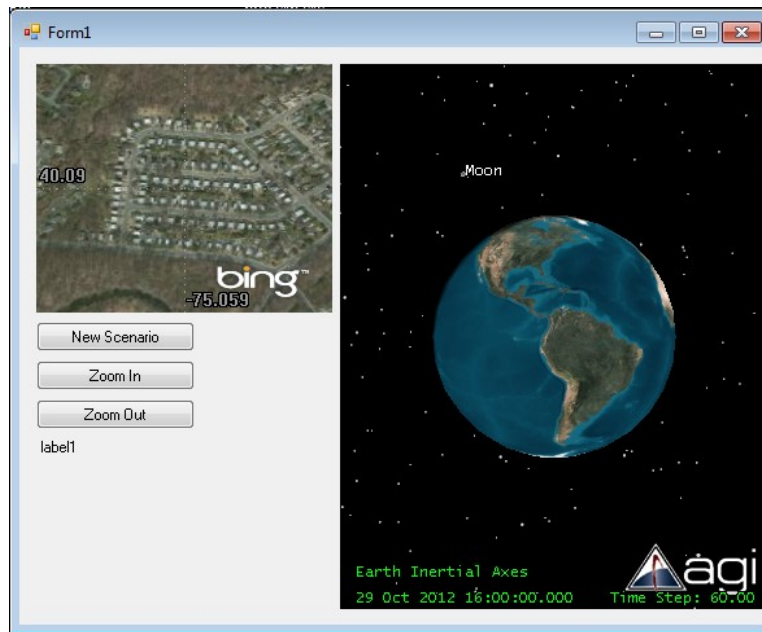 Form1
40.09
bing™
-75.059
New Scenario
Zoom In
Zoom Out
label1
Moon
Earth Inertial Axes
agi
29 Oct 2012 16:00:00.000 Time Step: 60.00